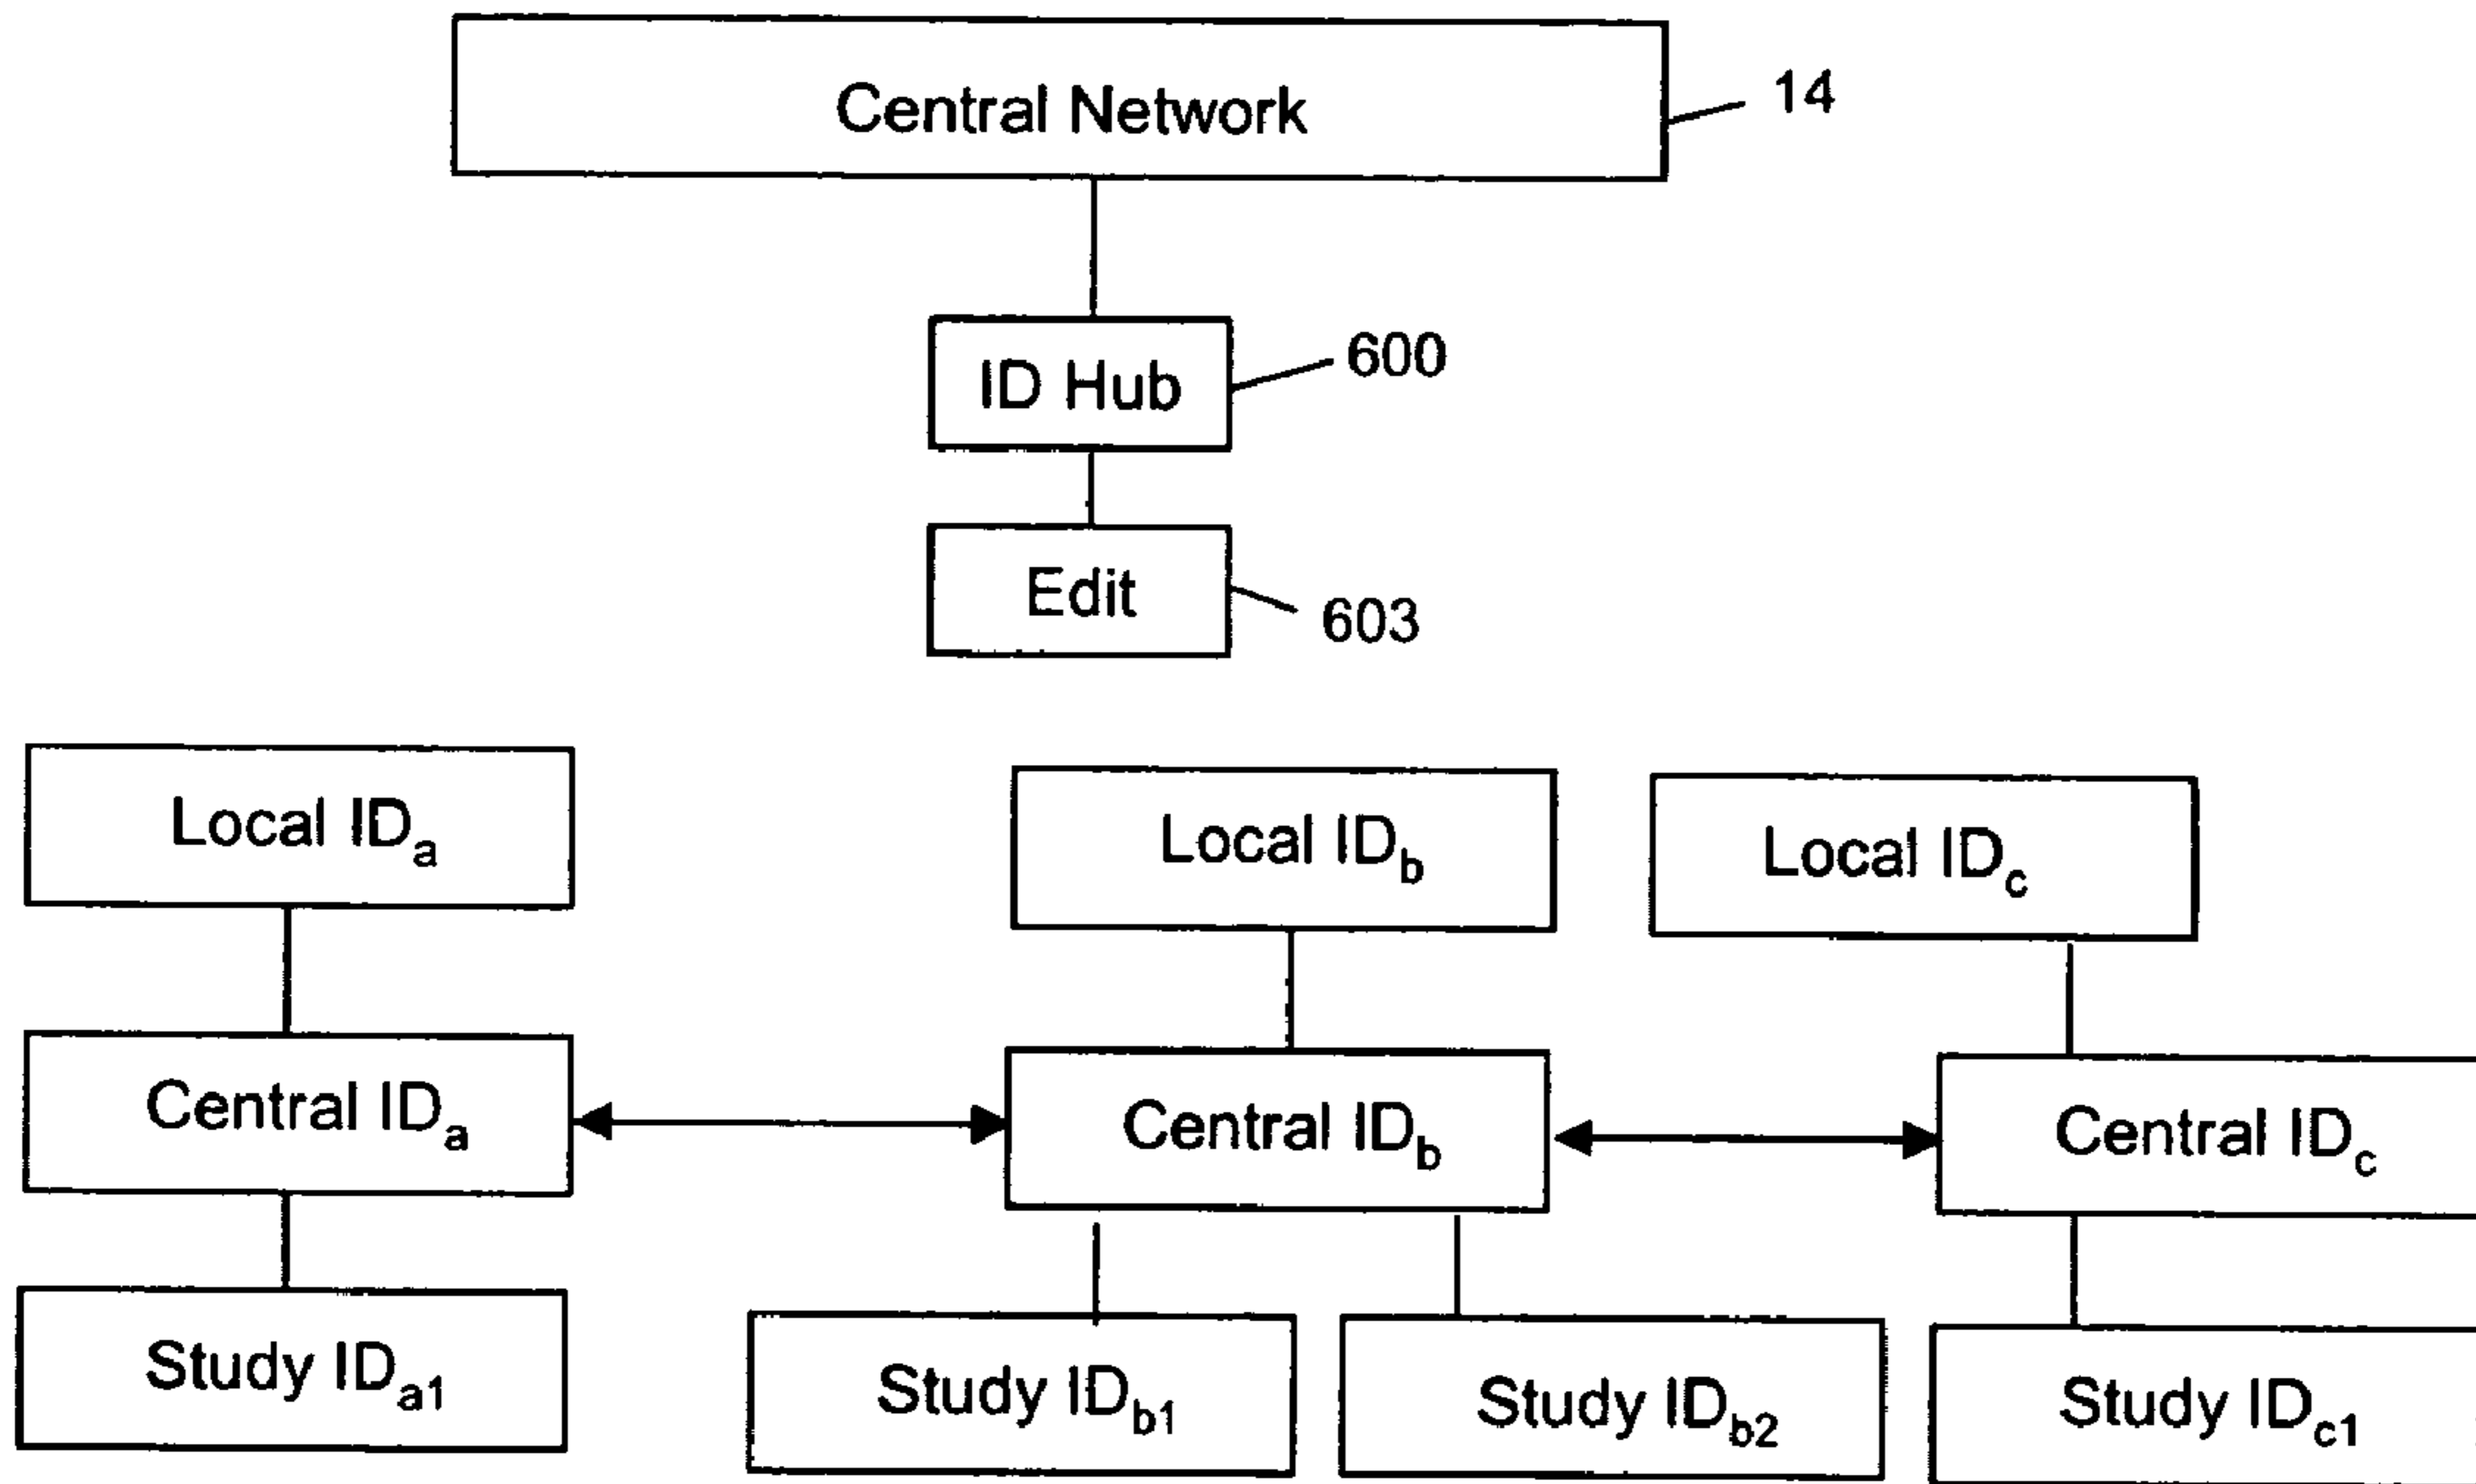 Central Network
14
ID Hub
600
Edit
603
Local IDa
Local IDb
Local IDc
Central IDa
Central IDb
Central IDc
Study IDa1
Study IDb1
Study IDb2
Study IDc1